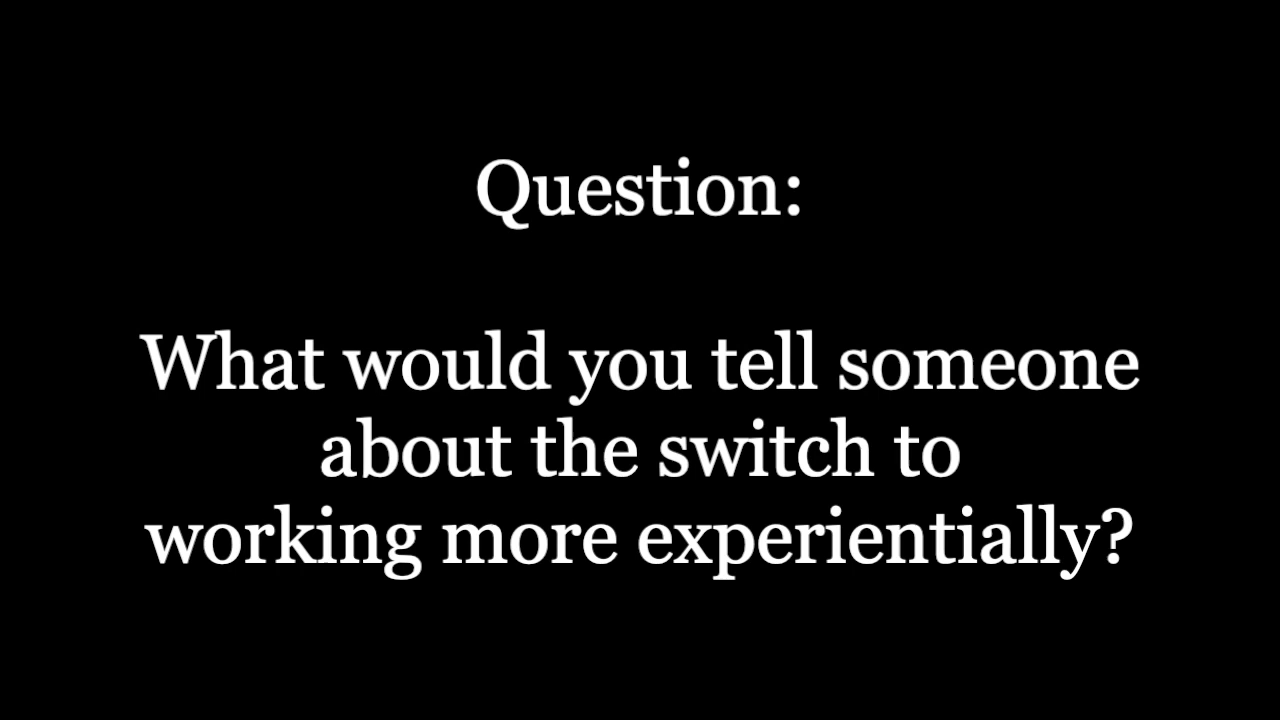 Question:
What would you tell someone
about the switch to
working more experientially?